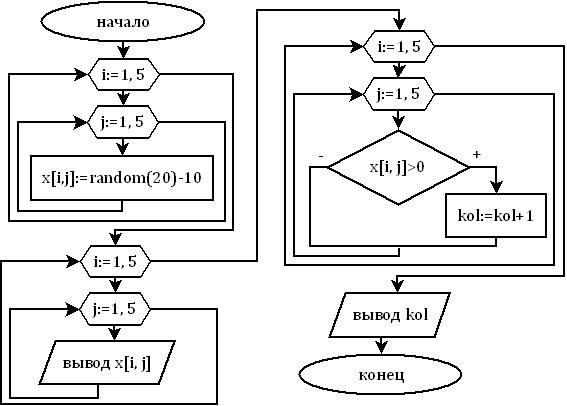 начало
i:=1, 5
j:=1, 5
x[i,j]:=random(20)-10
i:=1, 5
j:=1, 5
вывод x[i, j]
i:=1, 5
j:=1, 5
x[i, j]>0
-
+
kol:=kol+1
вывод kol
конец